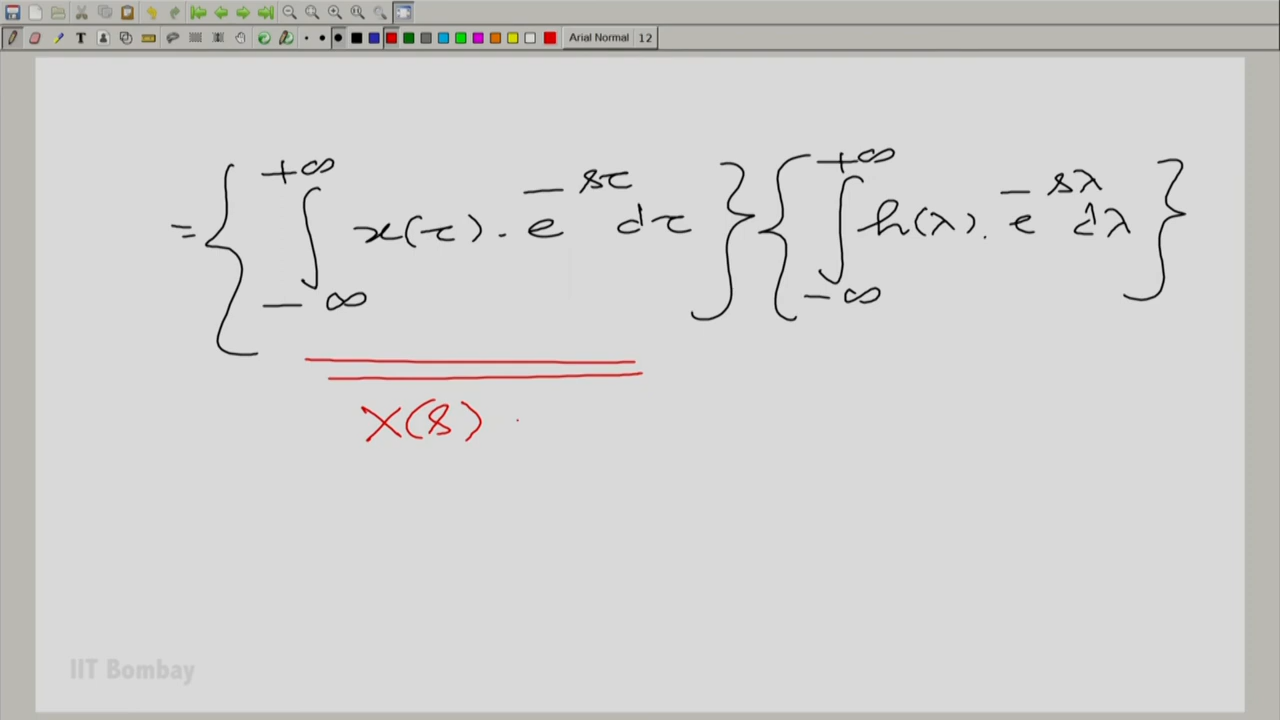 Arial Normal 12
= { ∫_{-∞}^{+∞} x(τ) · e^{-sτ} dτ } { ∫_{-∞}^{+∞} h(λ) · e^{-sλ} dλ }
X(s)
IIT Bombay